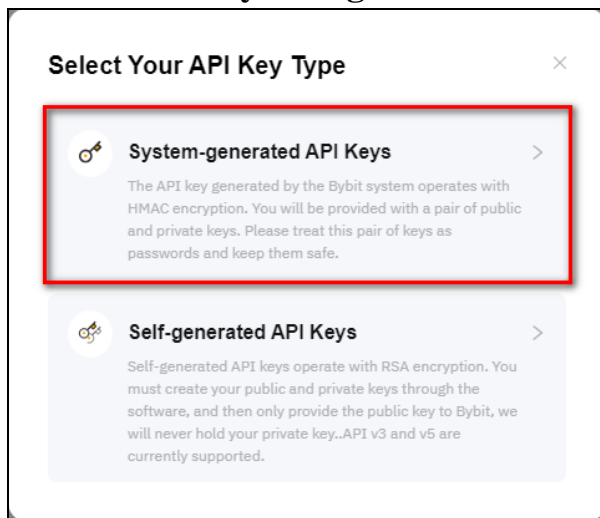 Select Your API Key Type
System-generated API Keys
The API key generated by the Bybit system operates with
HMAC encryption. You will be provided with a pair of public
and private keys. Please treat this pair of keys as
passwords and keep them safe.
Self-generated API Keys
Self-generated API keys operate with RSA encryption. You
must create your public and private keys through the
software, and then only provide the public key to Bybit, we
will never hold your private key..API v3 and v5 are
currently supported.